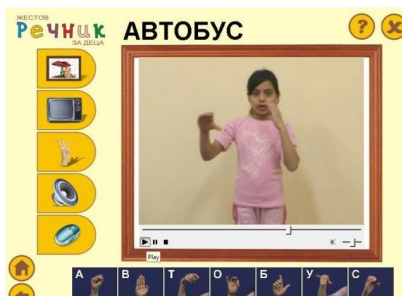 ЖЕСТОВ
РЕЧНИК
ЗА ДЕЦА
АВТОБУС
?
X
Play
А В Т О Б У С